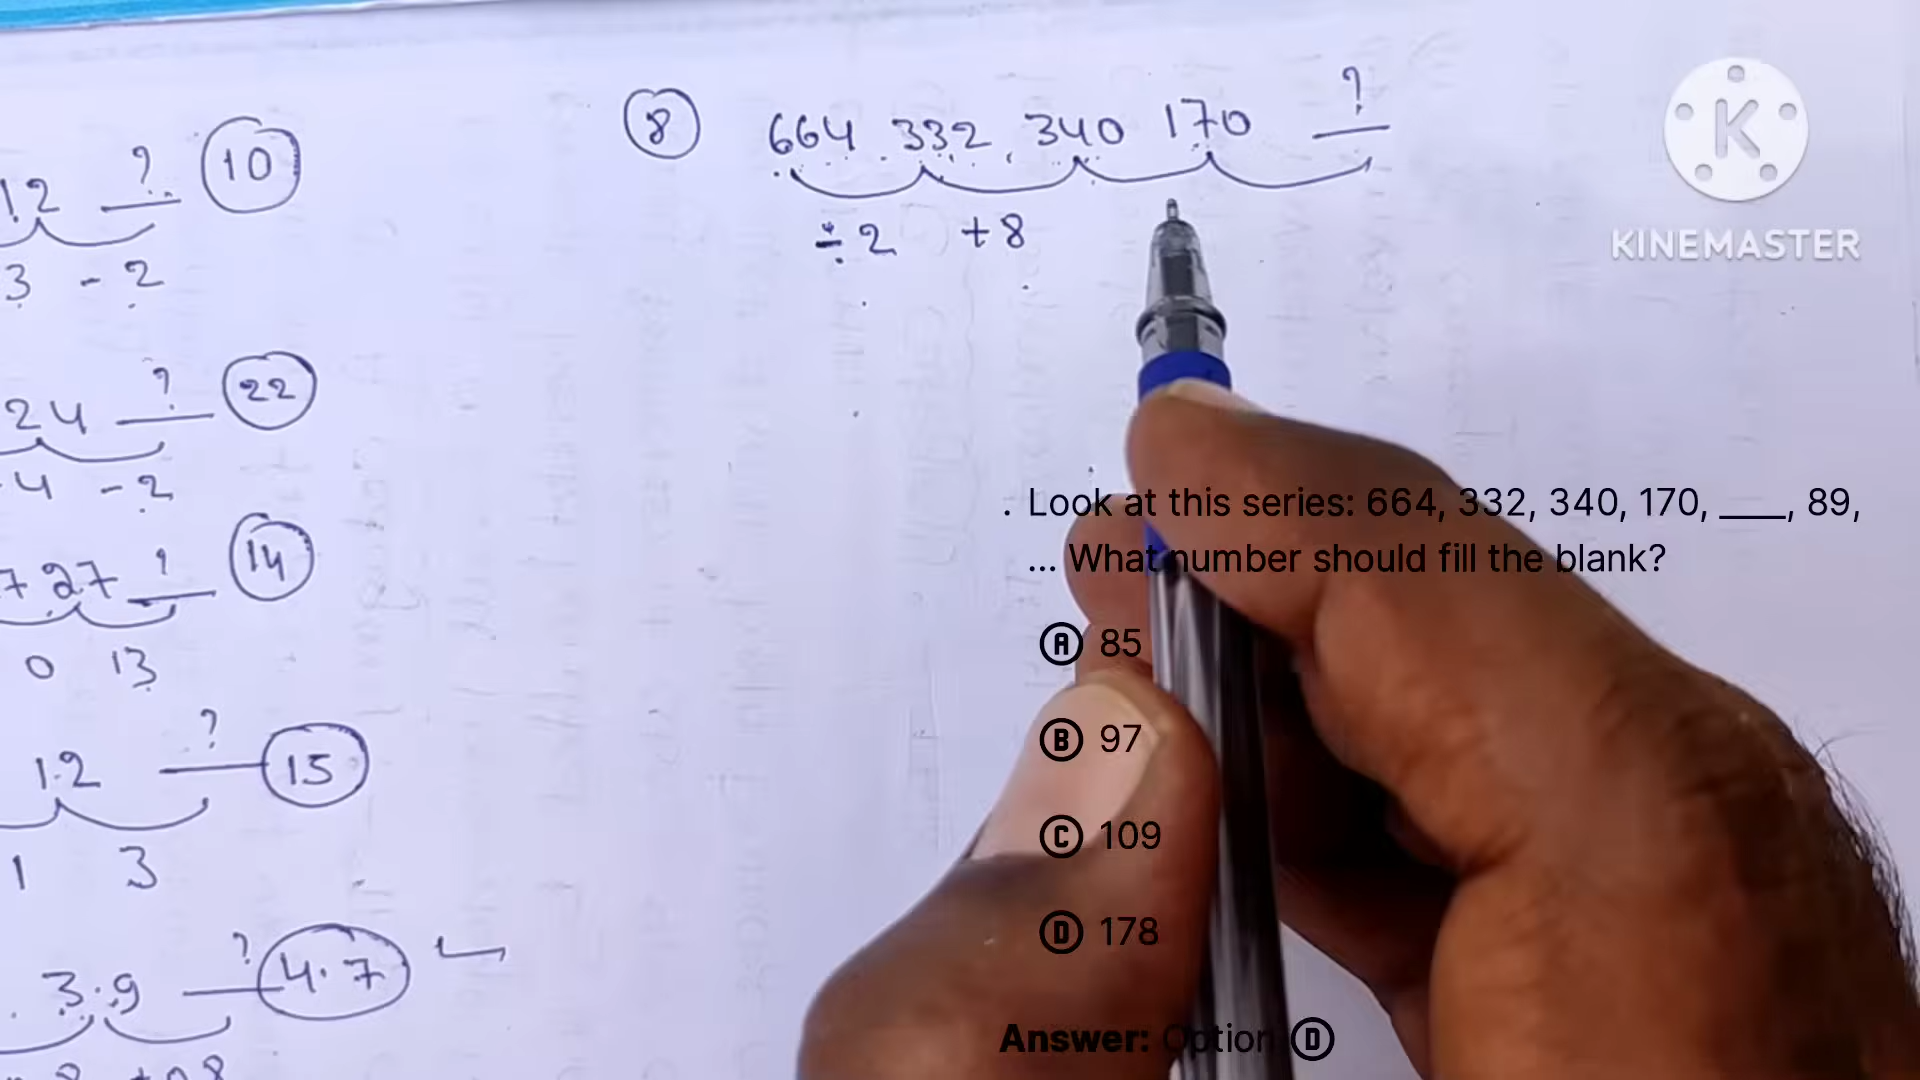 12 ? 10
3 - 2
24 ? 22
4 - 2
7 27 ? 14
0 13
12 ? 15
1 3
3.9 ? 4.7
8 664 332, 340 170 ?
÷2 +8
KINEMASTER
. Look at this series: 664, 332, 340, 170, ____, 89,
... What number should fill the blank?
A 85
B 97
C 109
D 178
Answer: Option D